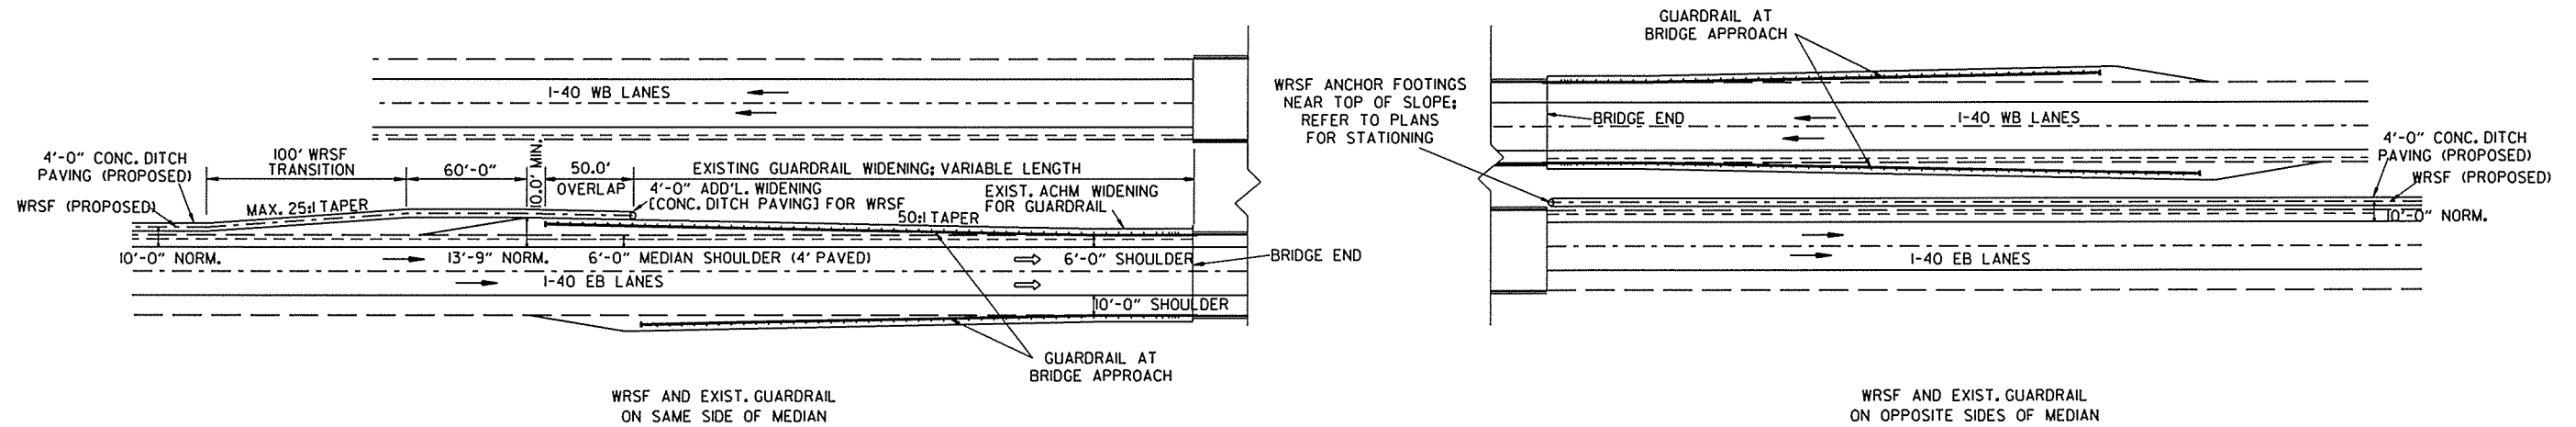 I-40 WB LANES
4'-0" CONC. DITCH
PAVING (PROPOSED)
100' WRSF
TRANSITION
60'-0"
10.0' MIN.
50.0'
OVERLAP
EXISTING GUARDRAIL WIDENING; VARIABLE LENGTH
4'-0" ADD'L. WIDENING
[CONC. DITCH PAVING] FOR WRSF
EXIST. ACHM WIDENING
FOR GUARDRAIL
WRSF (PROPOSED)
MAX. 25:1 TAPER
50:1 TAPER
10'-0" NORM.
13'-9" NORM.
6'-0" MEDIAN SHOULDER (4' PAVED)
6'-0" SHOULDER
BRIDGE END
I-40 EB LANES
10'-0" SHOULDER
GUARDRAIL AT
BRIDGE APPROACH
WRSF AND EXIST. GUARDRAIL
ON SAME SIDE OF MEDIAN
GUARDRAIL AT
BRIDGE APPROACH
WRSF ANCHOR FOOTINGS
NEAR TOP OF SLOPE;
REFER TO PLANS
FOR STATIONING
BRIDGE END
I-40 WB LANES
4'-0" CONC. DITCH
PAVING (PROPOSED)
WRSF (PROPOSED)
10'-0" NORM.
I-40 EB LANES
WRSF AND EXIST. GUARDRAIL
ON OPPOSITE SIDES OF MEDIAN